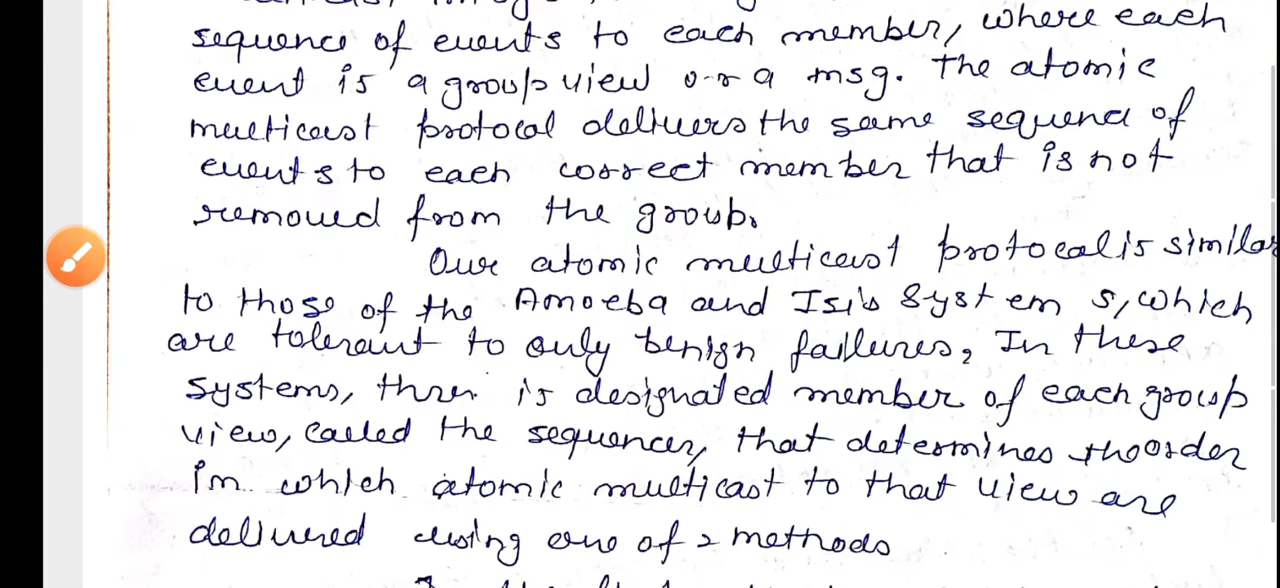 sequence of events to each member, where each
event is a group view or a msg. The atomic
multicast protocal delivers the same sequence of
events to each correct member that is not
removed from the group.
Our atomic multicast protocal is similar
to those of the Amoeba and Isis systems, which
are tolerant to only benign failures, In these
systems, is designated member of each group
view, called the sequencer, that determines the order
in which atomic multicast to that view are
delivered using one of 2 methods